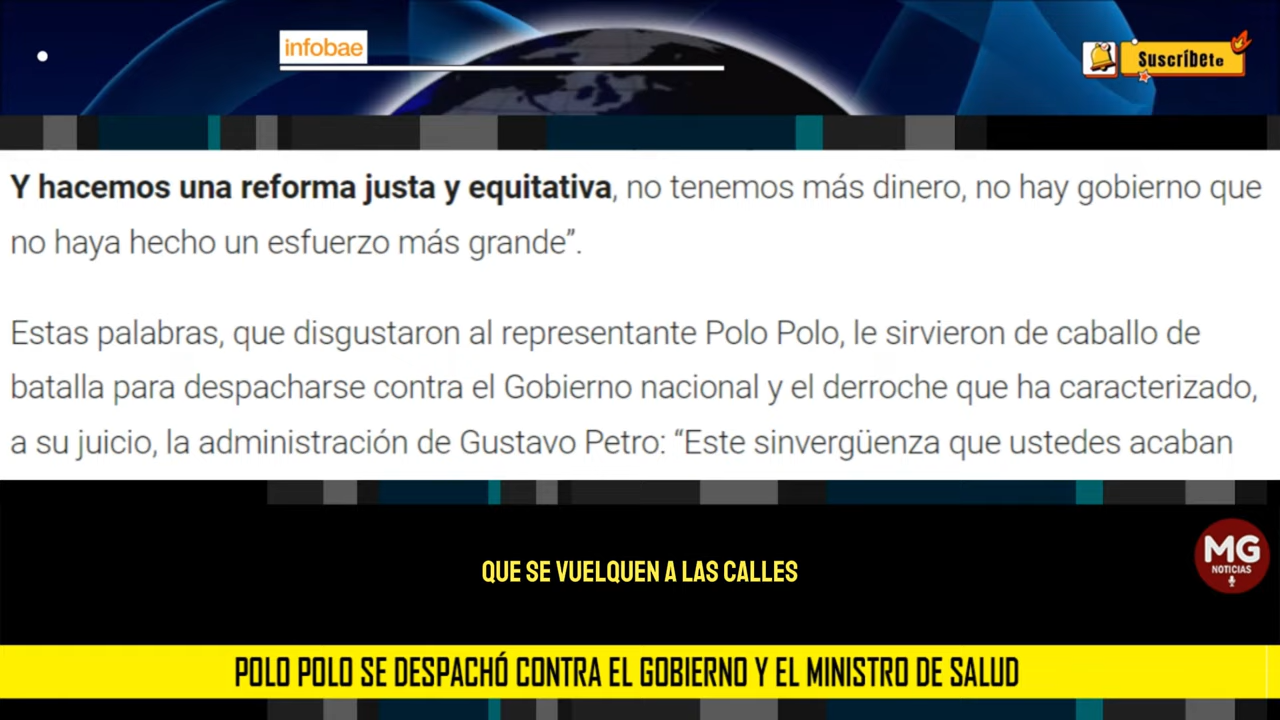 infobae
Suscríbete
Y hacemos una reforma justa y equitativa, no tenemos más dinero, no hay gobierno que
no haya hecho un esfuerzo más grande”.
Estas palabras, que disgustaron al representante Polo Polo, le sirvieron de caballo de
batalla para despacharse contra el Gobierno nacional y el derroche que ha caracterizado,
a su juicio, la administración de Gustavo Petro: “Este sinvergüenza que ustedes acaban
QUE SE VUELQUEN A LAS CALLES
MG
NOTICIAS
POLO POLO SE DESPACHÓ CONTRA EL GOBIERNO Y EL MINISTRO DE SALUD